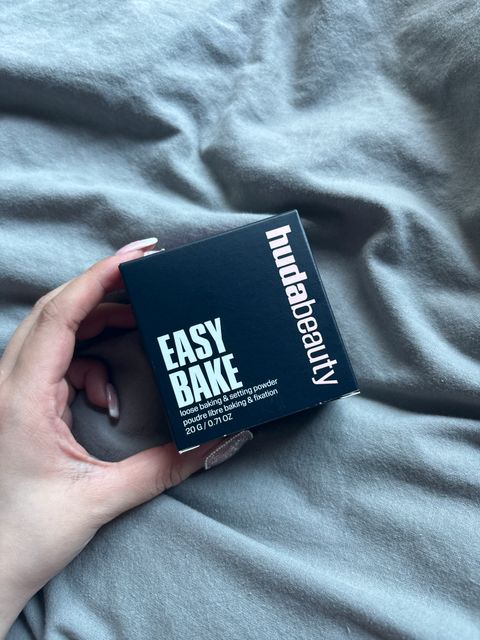 hudabeauty
EASY
BAKE
loose baking & setting powder
poudre libre baking & fixation
20 G / 0.71 OZ